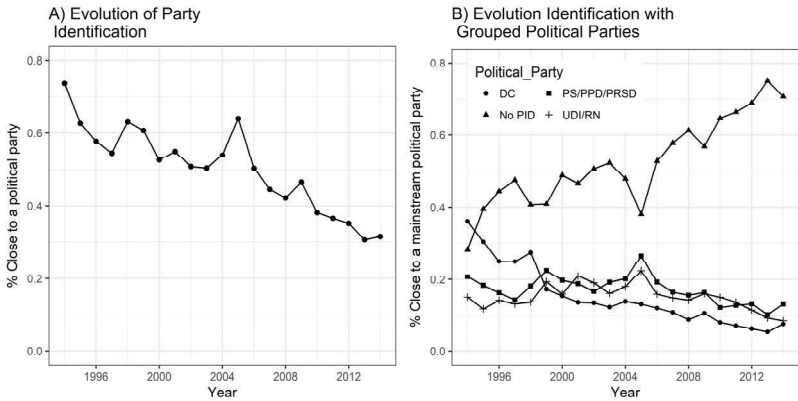 A) Evolution of Party
Identification
% Close to a political party
0.8
0.6
0.4
0.2
0.0
1996 2000 2004 2008 2012
Year
B) Evolution Identification with
Grouped Political Parties
% Close to a mainstream political party
0.8
0.6
0.4
0.2
0.0
Political_Party
DC PS/PPD/PRSD
No PID UDI/RN
1996 2000 2004 2008 2012
Year